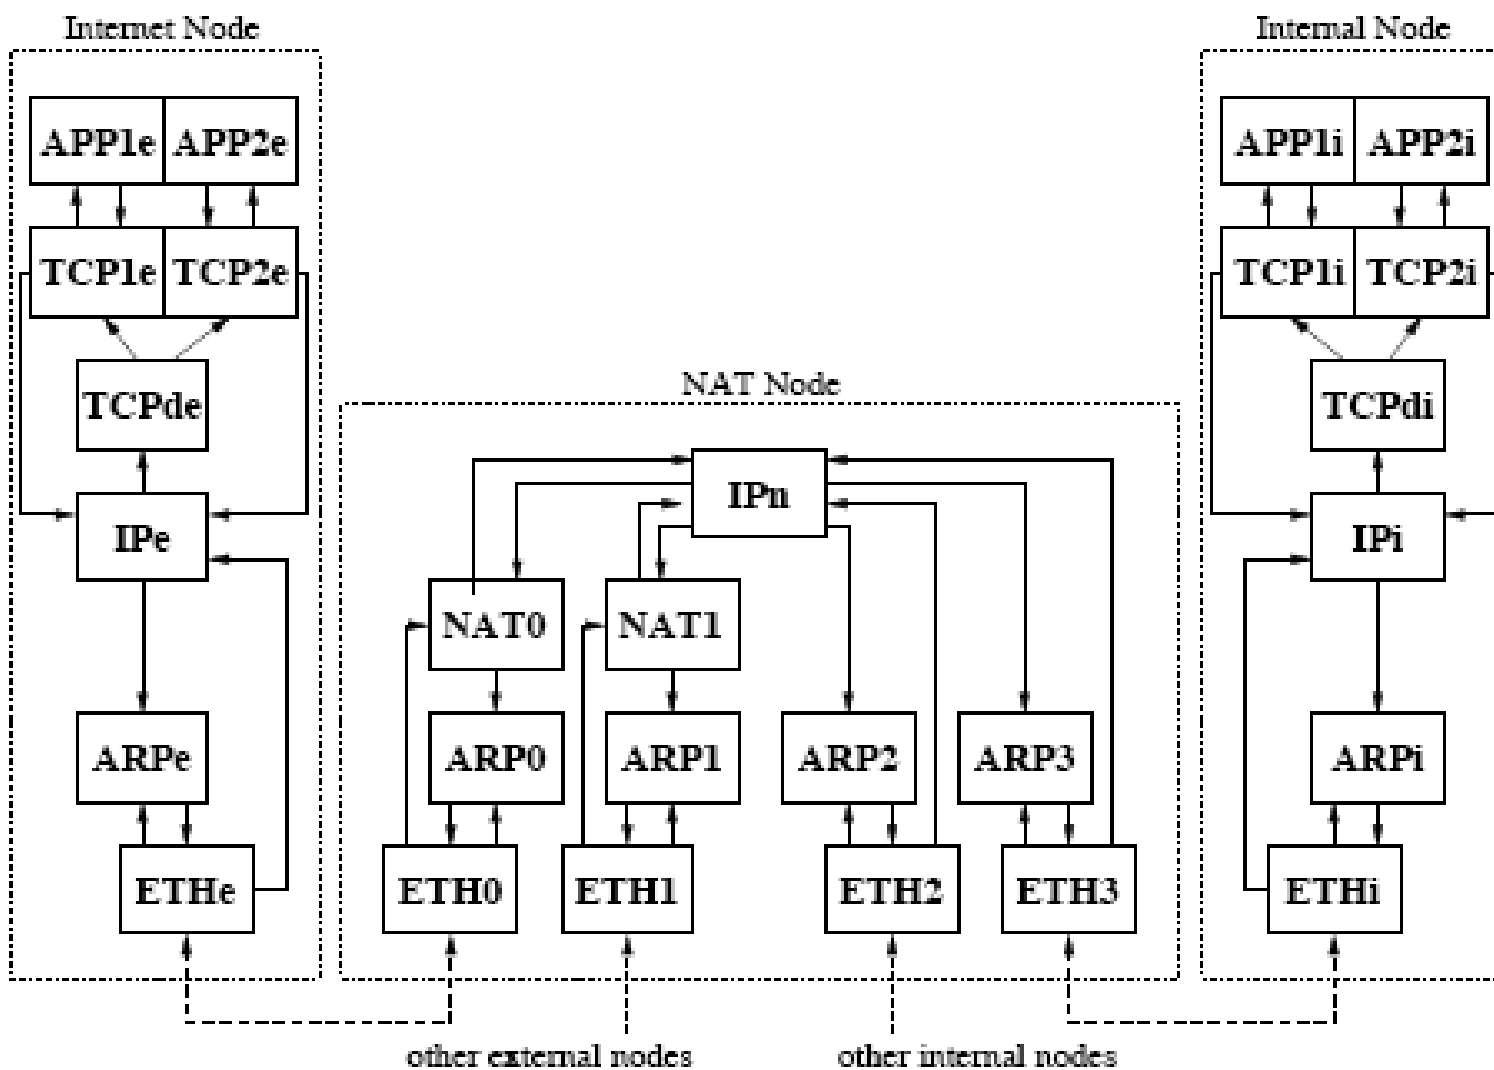 Internet Node
Internal Node
APP1e APP2e
APP1i APP2i
TCP1e TCP2e
TCP1i TCP2i
TCPde
NAT Node
TCPdi
IPn
IPe
IPi
NAT0 NAT1
ARPe
ARP0 ARP1 ARP2 ARP3
ARPi
ETHe
ETH0 ETH1 ETH2 ETH3
ETHi
other external nodes
other internal nodes